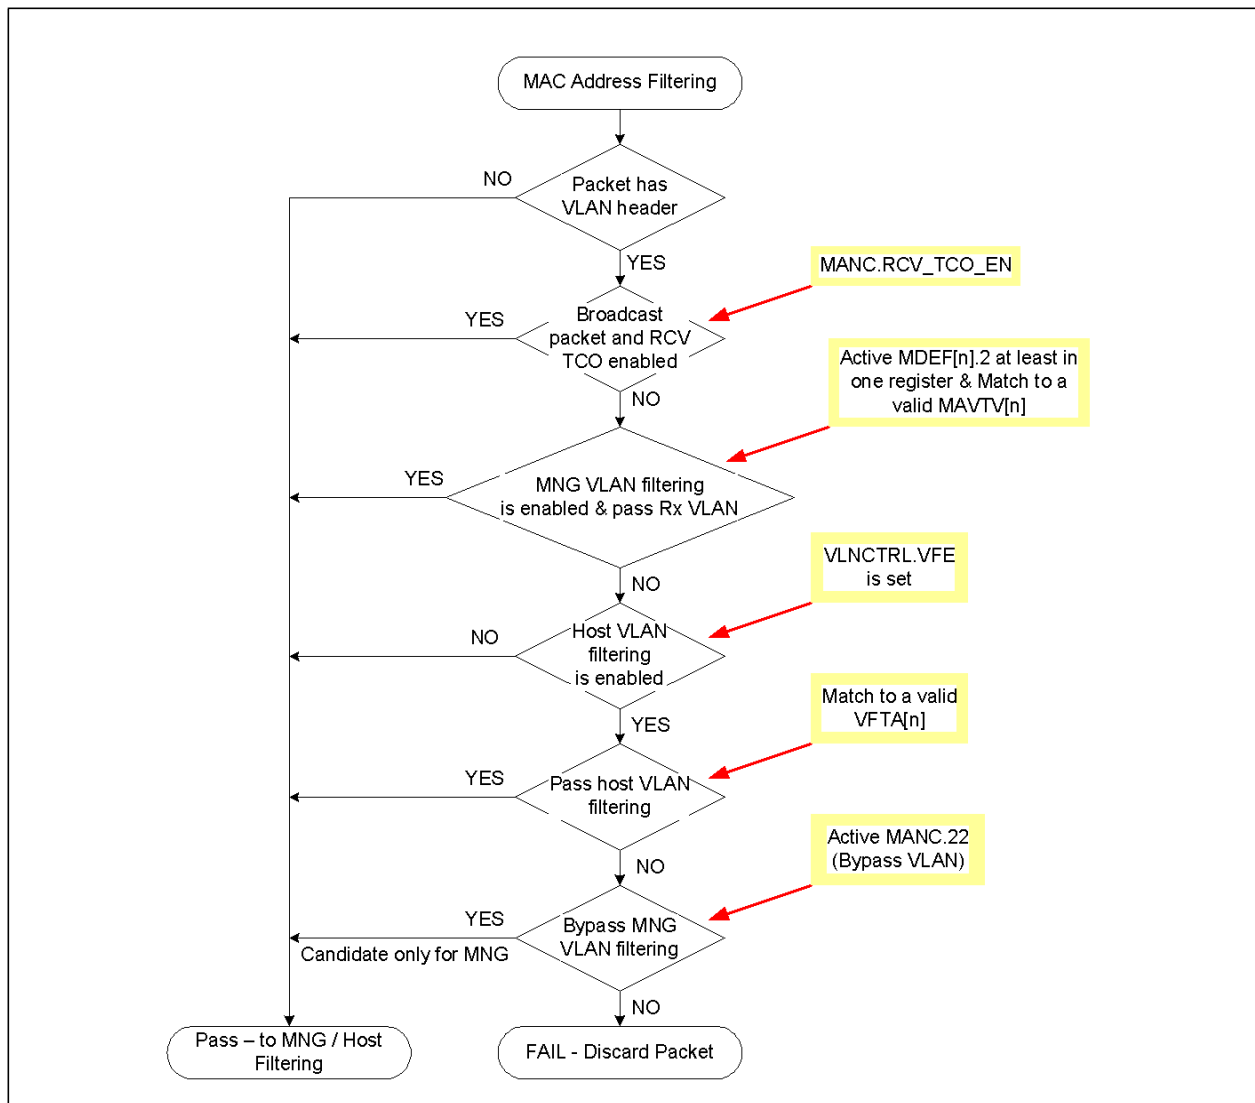 MAC Address Filtering
NO
Packet has
VLAN header
YES
MANC.RCV_TCO_EN
YES
Broadcast
packet and RCV
TCO enabled
NO
Active MDEF[n].2 at least in
one register & Match to a
valid MAVTV[n]
YES
MNG VLAN filtering
is enabled & pass Rx VLAN
NO
VLNCTRL.VFE
is set
NO
Host VLAN
filtering
is enabled
YES
Match to a valid
VFTA[n]
YES
Pass host VLAN
filtering
NO
Active MANC.22
(Bypass VLAN)
YES
Bypass MNG
VLAN filtering
Candidate only for MNG
NO
Pass – to MNG / Host
Filtering
FAIL - Discard Packet